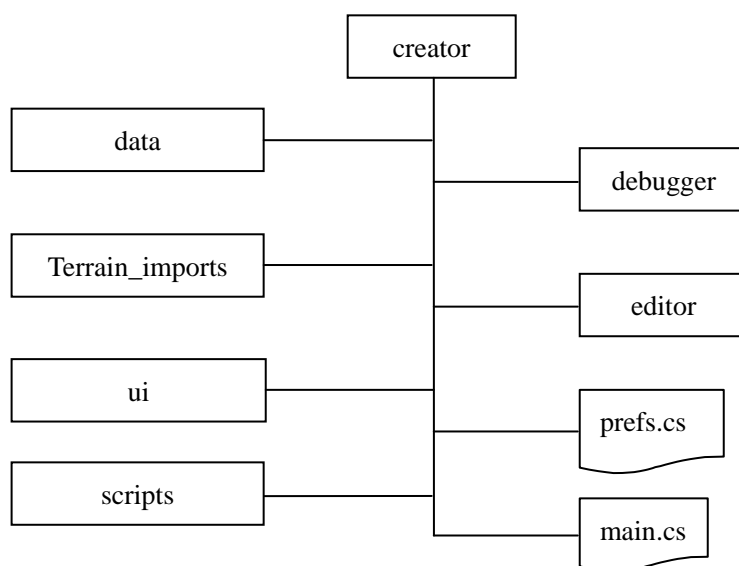 creator
data
debugger
Terrain_imports
editor
ui
prefs.cs
scripts
main.cs